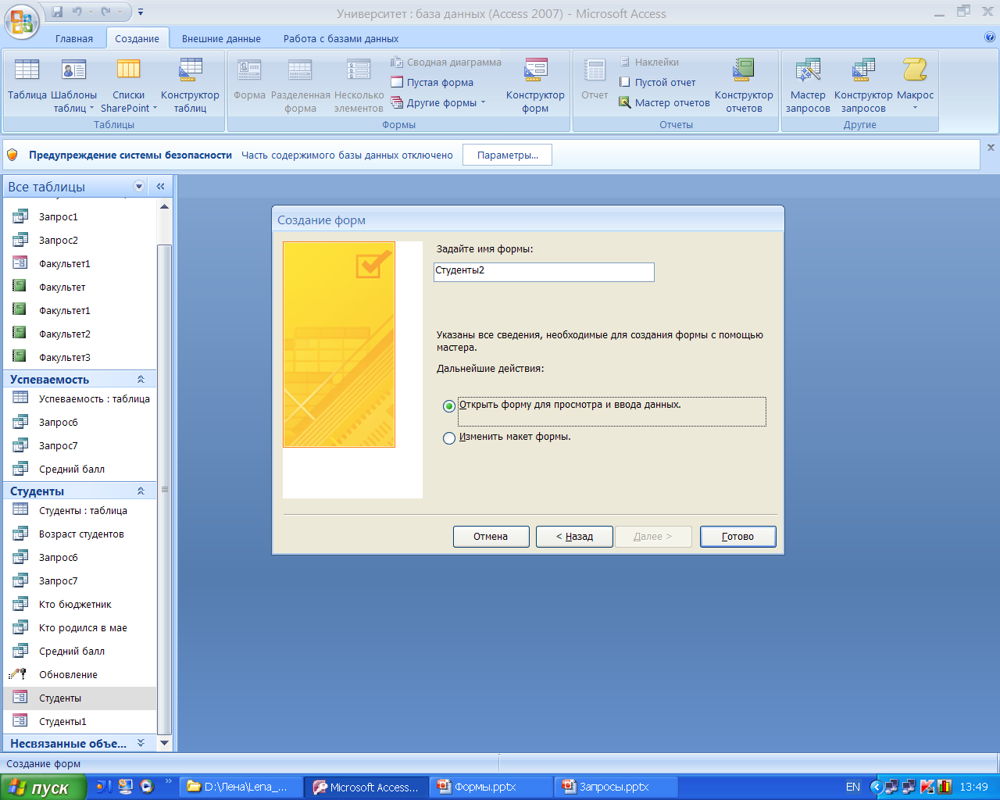 Университет : база данных (Access 2007) - Microsoft Access
Главная Создание Внешние данные Работа с базами данных
Таблица Шаблоны таблиц Списки SharePoint Конструктор таблиц
Таблицы
Форма Разделенная форма Несколько элементов
Сводная диаграмма
Пустая форма
Другие формы
Конструктор форм
Формы
Отчет
Наклейки
Пустой отчет
Мастер отчетов
Конструктор отчетов
Отчеты
Мастер запросов Конструктор запросов Макрос
Другие
Предупреждение системы безопасности Часть содержимого базы данных отключено Параметры...
Все таблицы
Запрос1
Запрос2
Факультет1
Факультет
Факультет1
Факультет2
Факультет3
Успеваемость
Успеваемость : таблица
Запрос6
Запрос7
Средний балл
Студенты
Студенты : таблица
Возраст студентов
Запрос6
Запрос7
Кто бюджетник
Кто родился в мае
Средний балл
Обновление
Студенты
Студенты1
Несвязанные объе...
Создание форм
Задайте имя формы:
Студенты2
Указаны все сведения, необходимые для создания формы с помощью
мастера.
Дальнейшие действия:
Открыть форму для просмотра и ввода данных.
Изменить макет формы.
Отмена < Назад Далее > Готово
Создание форм
пуск D:\Лена\Lena_... Microsoft Access... Формы.pptx Запросы.pptx EN 13:49